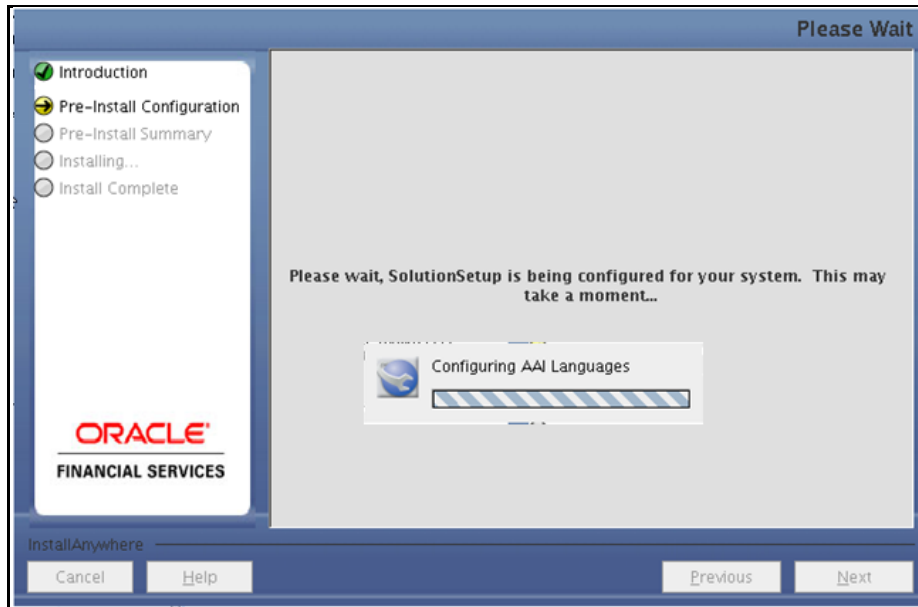 Please Wait
Introduction
Pre-Install Configuration
Pre-Install Summary
Installing...
Install Complete
Please wait, SolutionSetup is being configured for your system. This may
take a moment...
Configuring AAI Languages
ORACLE
FINANCIAL SERVICES
InstallAnywhere
Cancel
Help
Previous
Next